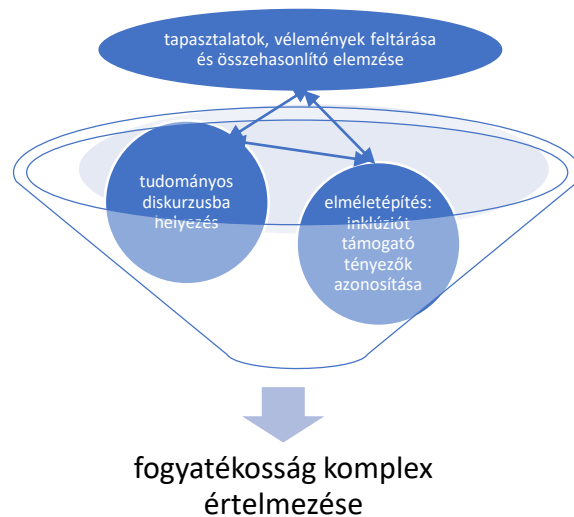 tapasztalatok, vélemények feltárása
és összehasonlító elemzése
tudományos
diskurzusba
helyezés
elméletépítés:
inklúziót
támogató
tényezők
azonosítása
fogyatékosság komplex
értelmezése